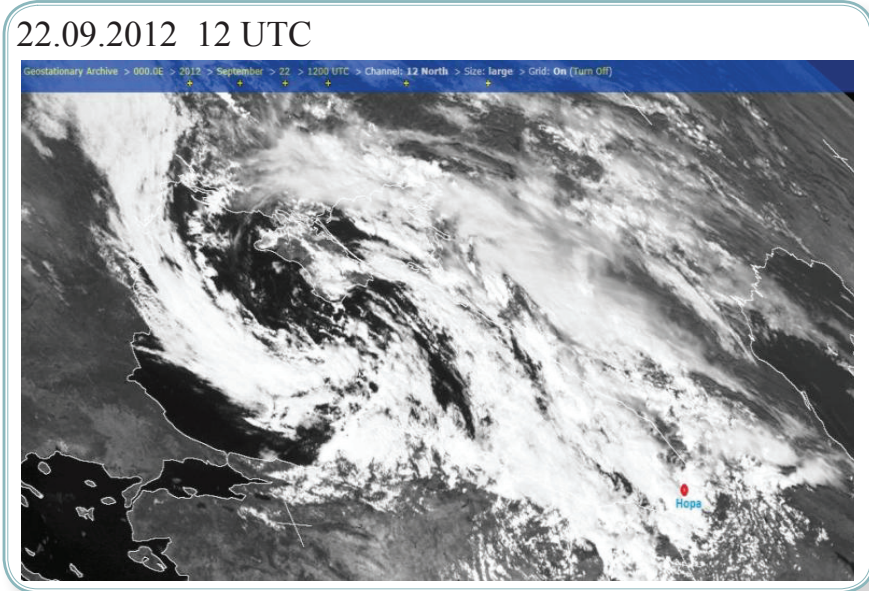 22.09.2012 12 UTC
Geostationary Archive > 000.0E > 2012 > September > 22 > 1200 UTC > Channel: 12 North > Size: large > Grid: On (Turn Off)
Hopa